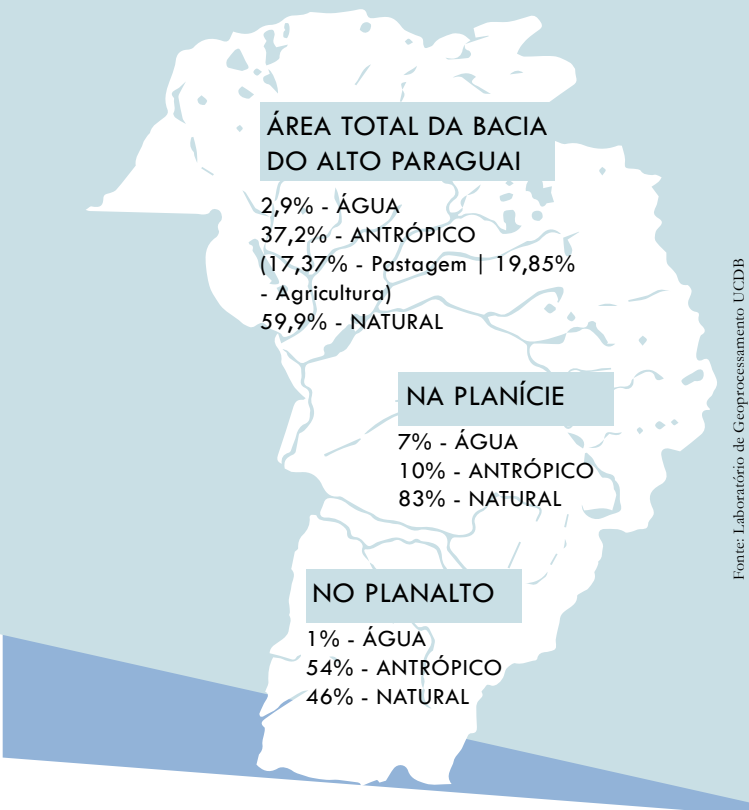 ÁREA TOTAL DA BACIA
DO ALTO PARAGUAI
2,9% - ÁGUA
37,2% - ANTRÓPICO
(17,37% - Pastagem | 19,85%
- Agricultura)
59,9% - NATURAL
NA PLANÍCIE
7% - ÁGUA
10% - ANTRÓPICO
83% - NATURAL
NO PLANALTO
1% - ÁGUA
54% - ANTRÓPICO
46% - NATURAL
Fonte: Laboratório de Geoprocessamento UCDB